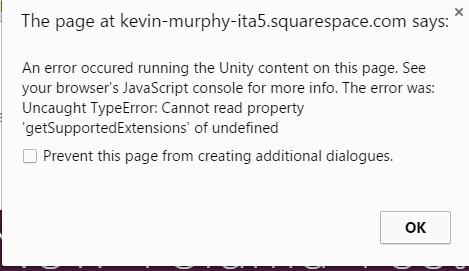 The page at kevin-murphy-ita5.squarespace.com says:
An error occured running the Unity content on this page. See
your browser's JavaScript console for more info. The error was:
Uncaught TypeError: Cannot read property
'getSupportedExtensions' of undefined
Prevent this page from creating additional dialogues.
OK